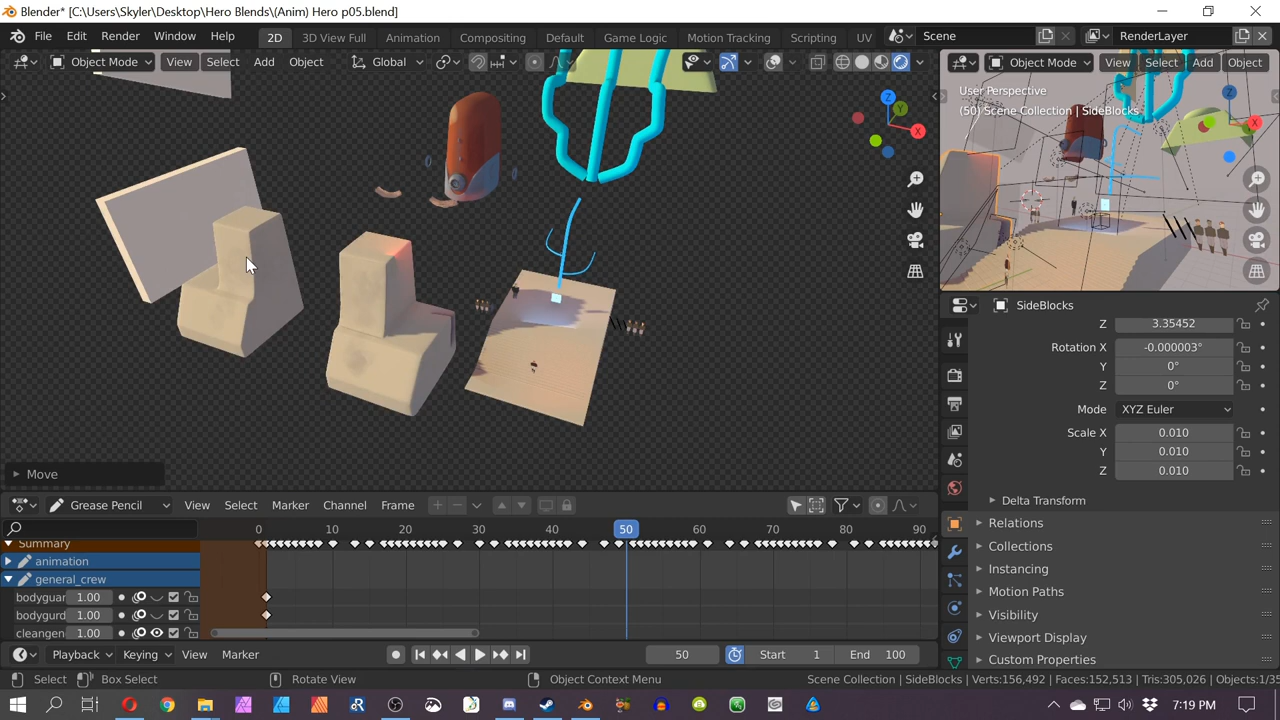 Blender* [C:\Users\Skyler\Desktop\Hero Blends\(Anim) Hero p05.blend]
File Edit Render Window Help 2D 3D View Full Animation Compositing Default Game Logic Motion Tracking Scripting UV Scene RenderLayer
Object Mode View Select Add Object Global Object Mode View Select Add Object
User Perspective
(50) Scene Collection | SideBlocks
Z
Y
X
Z
X
SideBlocks
Z 3.35452
Rotation X -0.000003°
Y 0°
Z 0°
Mode XYZ Euler
Scale X 0.010
Y 0.010
Z 0.010
Delta Transform
Relations
Collections
Instancing
Motion Paths
Visibility
Viewport Display
Custom Properties
Move
Grease Pencil View Select Marker Channel Frame
0 10 20 30 40 50 60 70 80 90
Summary
animation
general_crew
bodyguar 1.00
bodygurd 1.00
cleangen 1.00
Playback Keying View Marker 50 Start 1 End 100
Select Box Select Rotate View Object Context Menu Scene Collection | SideBlocks | Verts:156,492 | Faces:152,513 | Tris:305,026 | Objects:1/35
7:19 PM